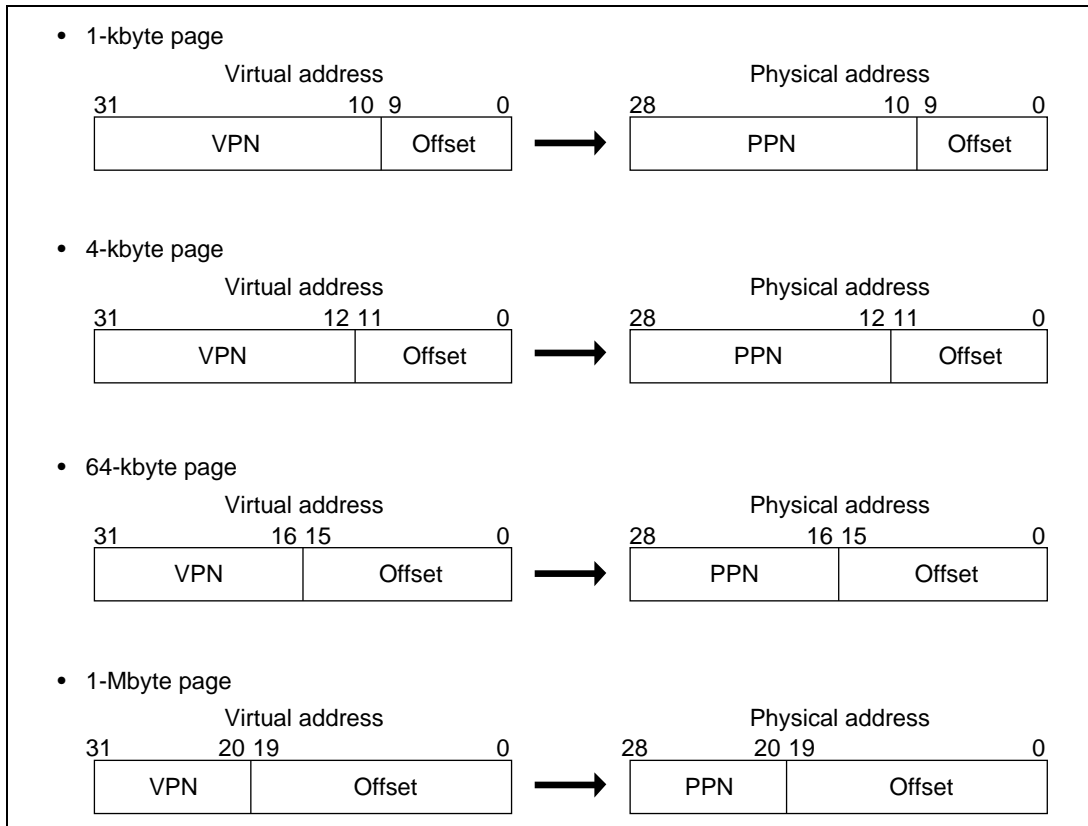 • 1-kbyte page
Virtual address Physical address
31 10 9 0 28 10 9 0
VPN Offset PPN Offset
• 4-kbyte page
Virtual address Physical address
31 12 11 0 28 12 11 0
VPN Offset PPN Offset
• 64-kbyte page
Virtual address Physical address
31 16 15 0 28 16 15 0
VPN Offset PPN Offset
• 1-Mbyte page
Virtual address Physical address
31 20 19 0 28 20 19 0
VPN Offset PPN Offset